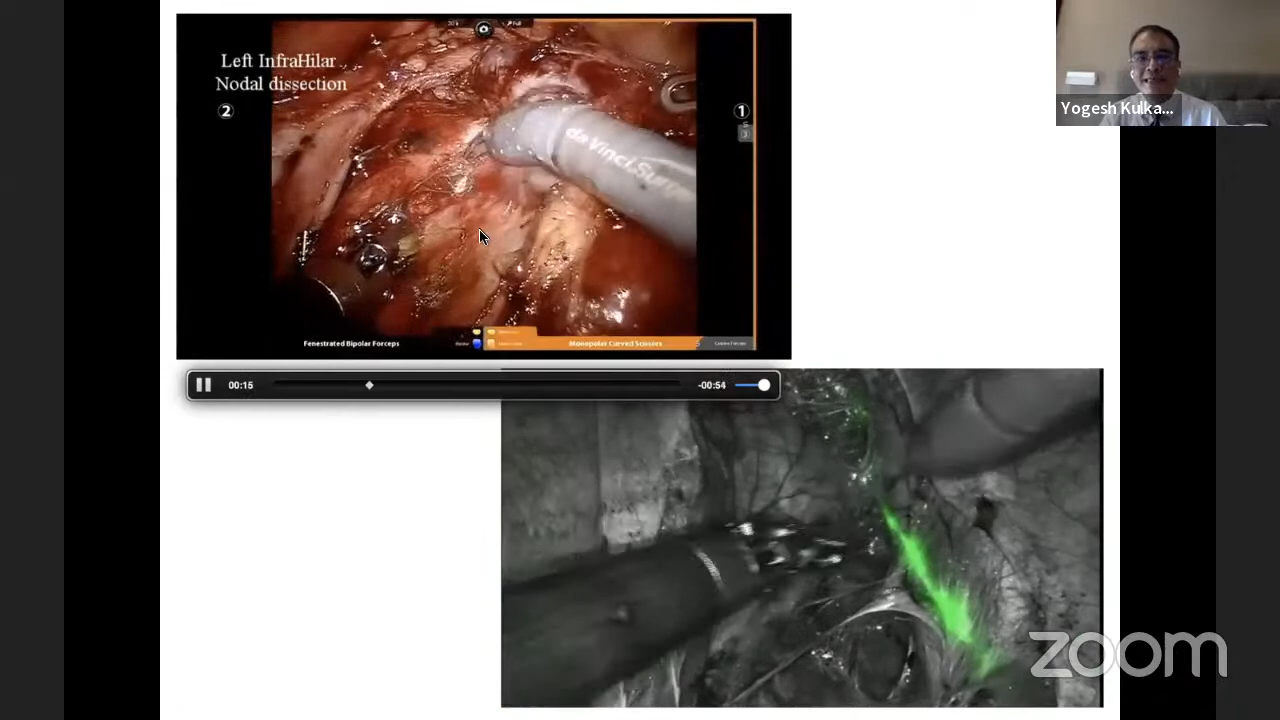 Left InfraHilar
Nodal dissection
2
1
3
da Vinci
Fenestrated Bipolar Forceps
Monopolar Curved Scissors
00:15
-00:54
Yogesh Kulka...
zoom